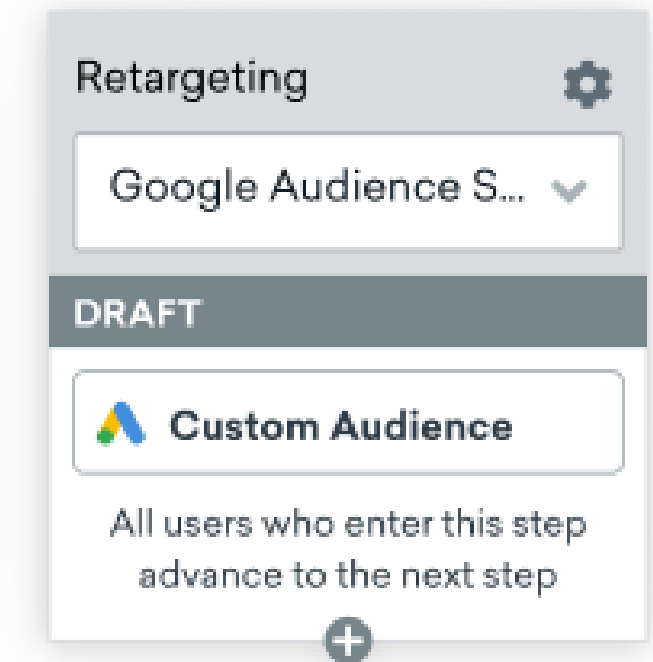 Retargeting
Google Audience S...
DRAFT
Custom Audience
All users who enter this step
advance to the next step